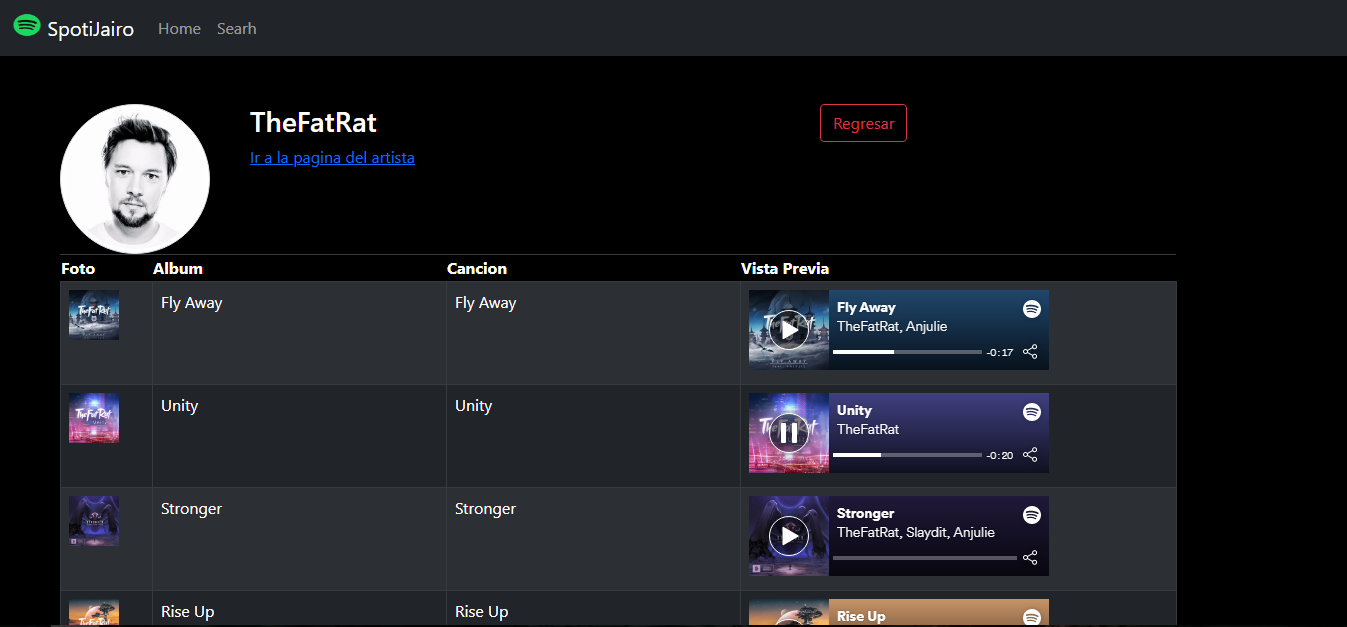 SpotiJairo Home Searh
TheFatRat
Regresar
Ir a la pagina del artista
Foto Album Cancion Vista Previa
TheFatRat
Fly Away
Fly Away
Fly Away
TheFatRat, Anjulie
-0:17
TheFatRat
Unity
Unity
Unity
TheFatRat
-0:20
Stronger
Stronger
Stronger
TheFatRat, Slaydit, Anjulie
Rise Up
Rise Up
Rise Up